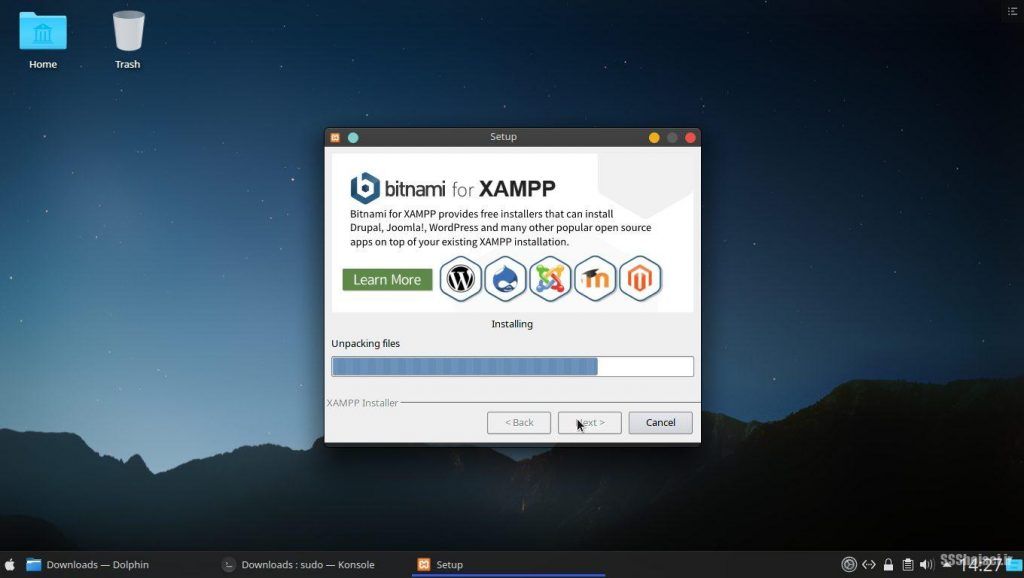 Home
Trash
Setup
bitnami for XAMPP
Bitnami for XAMPP provides free installers that can install
Drupal, Joomla!, WordPress and many other popular open source
apps on top of your existing XAMPP installation.
Learn More
Installing
Unpacking files
XAMPP Installer
< Back
Next >
Cancel
Downloads — Dolphin
Downloads : sudo — Konsole
Setup
14:27